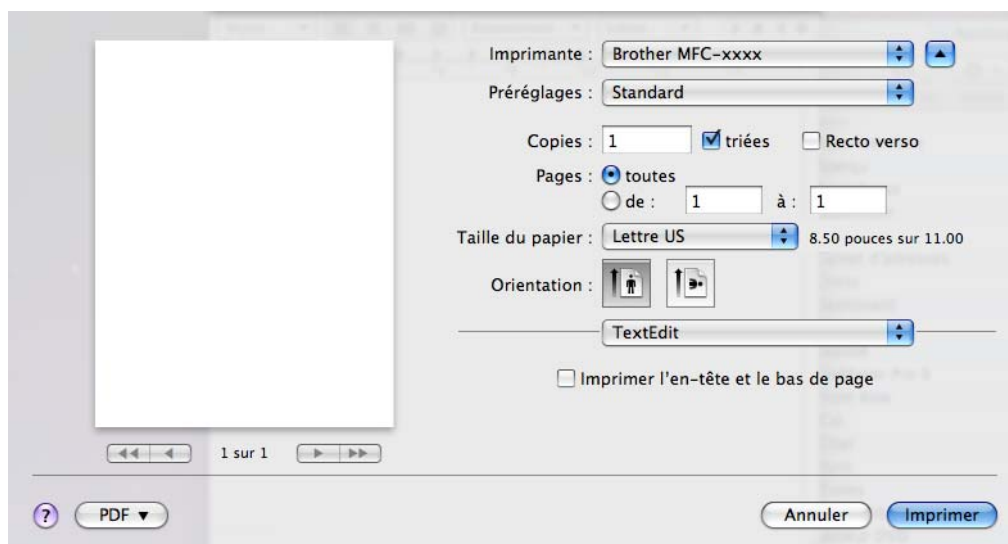 Imprimante : Brother MFC-xxxx
Préréglages : Standard
Copies : 1 triées Recto verso
Pages : toutes
de : 1 à : 1
Taille du papier : Lettre US 8.50 pouces sur 11.00
Orientation :
TextEdit
Imprimer l'en-tête et le bas de page
1 sur 1
? PDF Annuler Imprimer